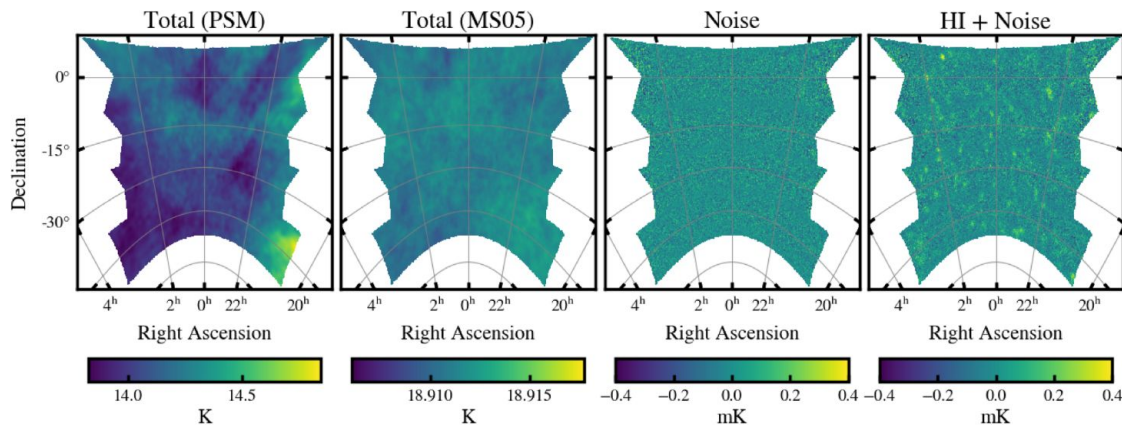 Total (PSM) Total (MS05) Noise HI + Noise
0°
-15°
-30°
Declination
4h 2h 0h 22h 20h 4h 2h 0h 22h 20h 4h 2h 0h 22h 20h 4h 2h 0h 22h 20h
Right Ascension Right Ascension Right Ascension Right Ascension
14.0 14.5 18.910 18.915 −0.4 −0.2 0.0 0.2 0.4 −0.4 −0.2 0.0 0.2 0.4
K K mK mK